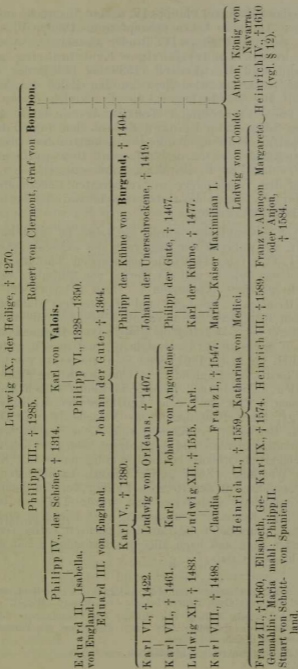 Ludwig IX., der Heilige, † 1270.
Philipp III., † 1285. Robert von Clermont, Graf von Bourbon.
Philipp IV., der Schöne, † 1314. Karl von Valois.
Eduard II. Isabella. Philipp VI., 1328—1350.
von England.
Eduard III. von England. Johann der Gute, † 1364.
Karl V., † 1380. Philipp der Kühne von Burgund, † 1404.
Karl VI., † 1422. Ludwig von Orléans, † 1407. Johann der Unerschrockene, † 1419.
Karl VII., † 1461. Karl. Johann von Angoulême. Philipp der Gute, † 1467.
Ludwig XI., † 1483. Ludwig XII., † 1515. Karl. Karl der Kühne, † 1477.
Karl VIII., † 1498. Claudia Franz I., † 1547. Maria Kaiser Maximilian I.
Heinrich II., † 1559. Katharina von Medici. Ludwig von Condé. Anton, König von
Navarra.
Franz II., † 1560, Elisabeth, Ge- Karl IX., † 1574. Heinrich III., † 1589. Franz v. Alençon Margarete Heinrich IV., † 1610
Gemahlin: Maria mahl: Philipp II. oder Anjou, (vgl. § 12).
Stuart von Schott- von Spanien. † 1584.
land.